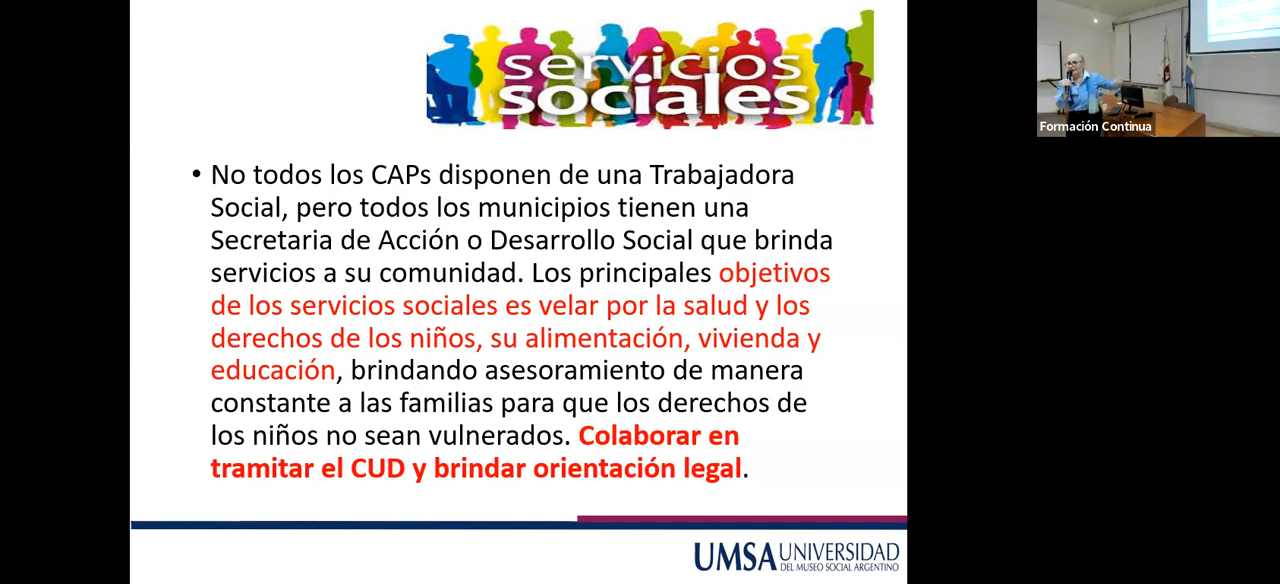 servicios
sociales
Formación Continua
• No todos los CAPs disponen de una Trabajadora
Social, pero todos los municipios tienen una
Secretaria de Acción o Desarrollo Social que brinda
servicios a su comunidad. Los principales objetivos
de los servicios sociales es velar por la salud y los
derechos de los niños, su alimentación, vivienda y
educación, brindando asesoramiento de manera
constante a las familias para que los derechos de
los niños no sean vulnerados. Colaborar en
tramitar el CUD y brindar orientación legal.
UMSA UNIVERSIDAD
DEL MUSEO SOCIAL ARGENTINO